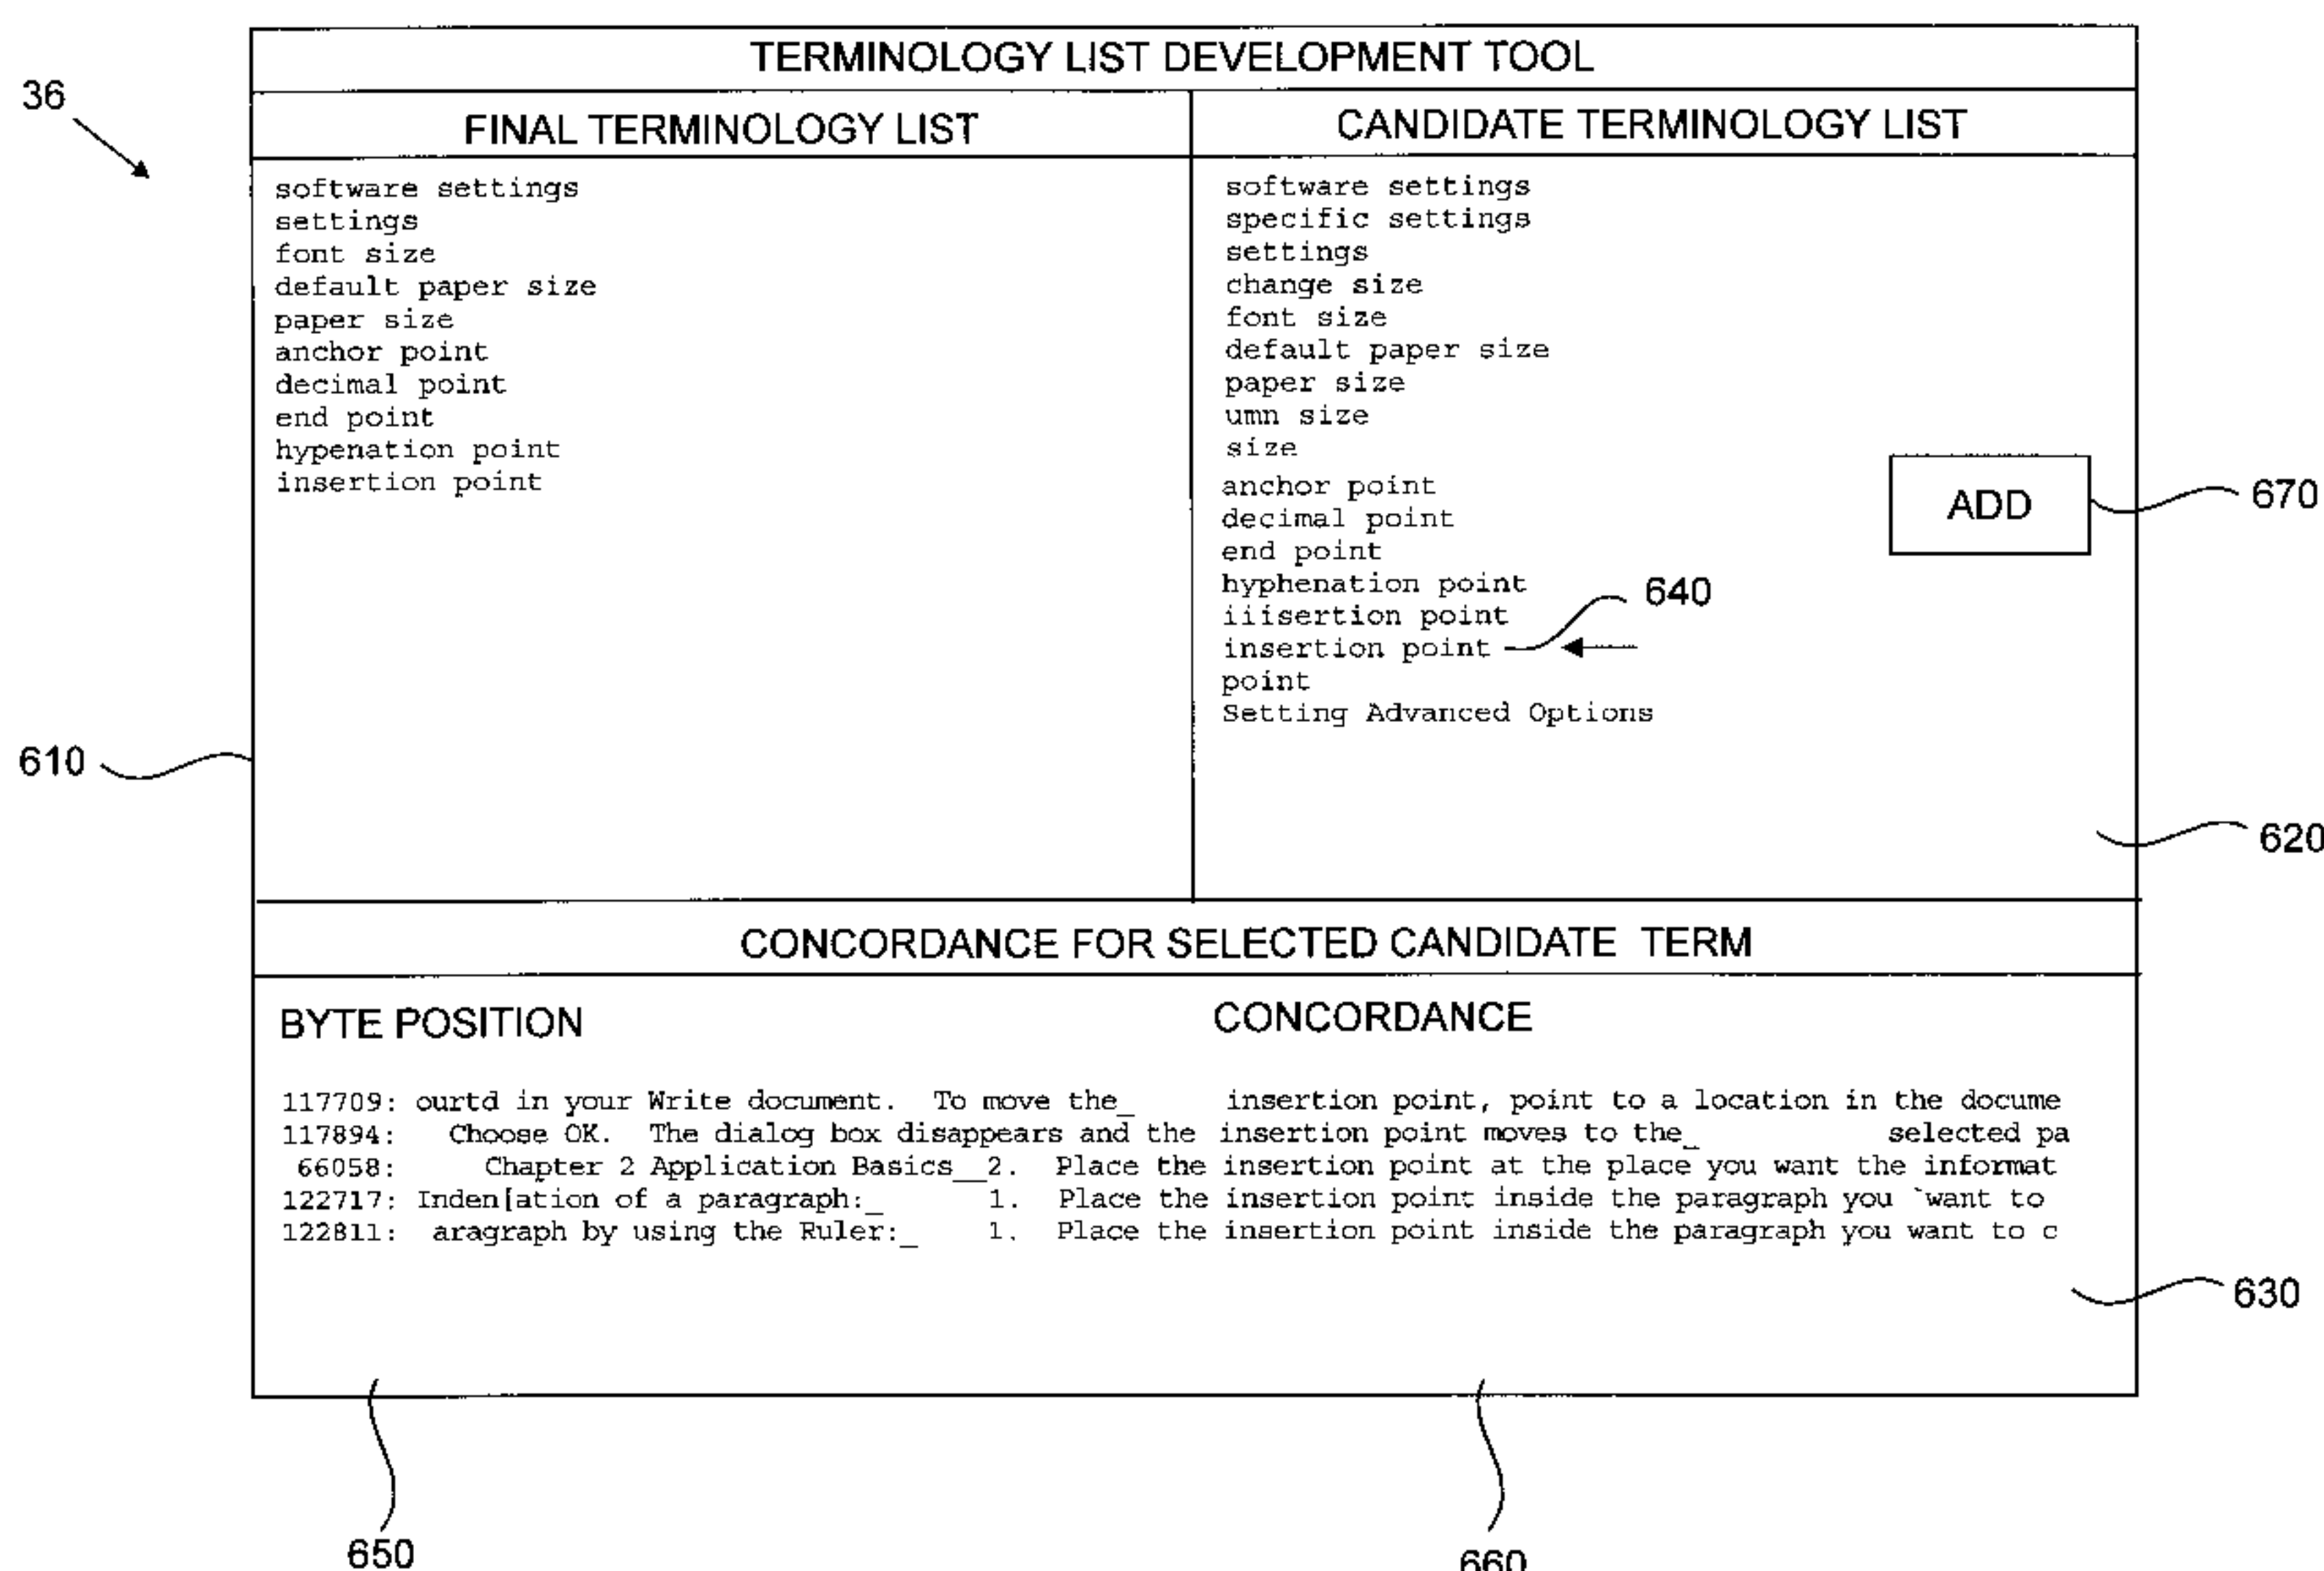 TERMINOLOGY LIST DEVELOPMENT TOOL
36
FINAL TERMINOLOGY LIST
software settings
settings
font size
default paper size
paper size
anchor point
decimal point
end point
hypenation point
insertion point
610
CANDIDATE TERMINOLOGY LIST
software settings
specific settings
settings
change size
font size
default paper size
paper size
umn size
size
anchor point
decimal point
end point
hyphenation point
iiisertion point
insertion point
point
Setting Advanced Options
ADD
670
640
620
CONCORDANCE FOR SELECTED CANDIDATE TERM
BYTE POSITION CONCORDANCE
117709: ourtd in your Write document. To move the_ insertion point, point to a location in the docume
117894: Choose OK. The dialog box disappears and the insertion point moves to the_ selected pa
66058: Chapter 2 Application Basics__2. Place the insertion point at the place you want the informat
122717: Inden[ation of a paragraph:_ 1. Place the insertion point inside the paragraph you `want to
122811: aragraph by using the Ruler:_ 1. Place the insertion point inside the paragraph you want to c
630
650
660